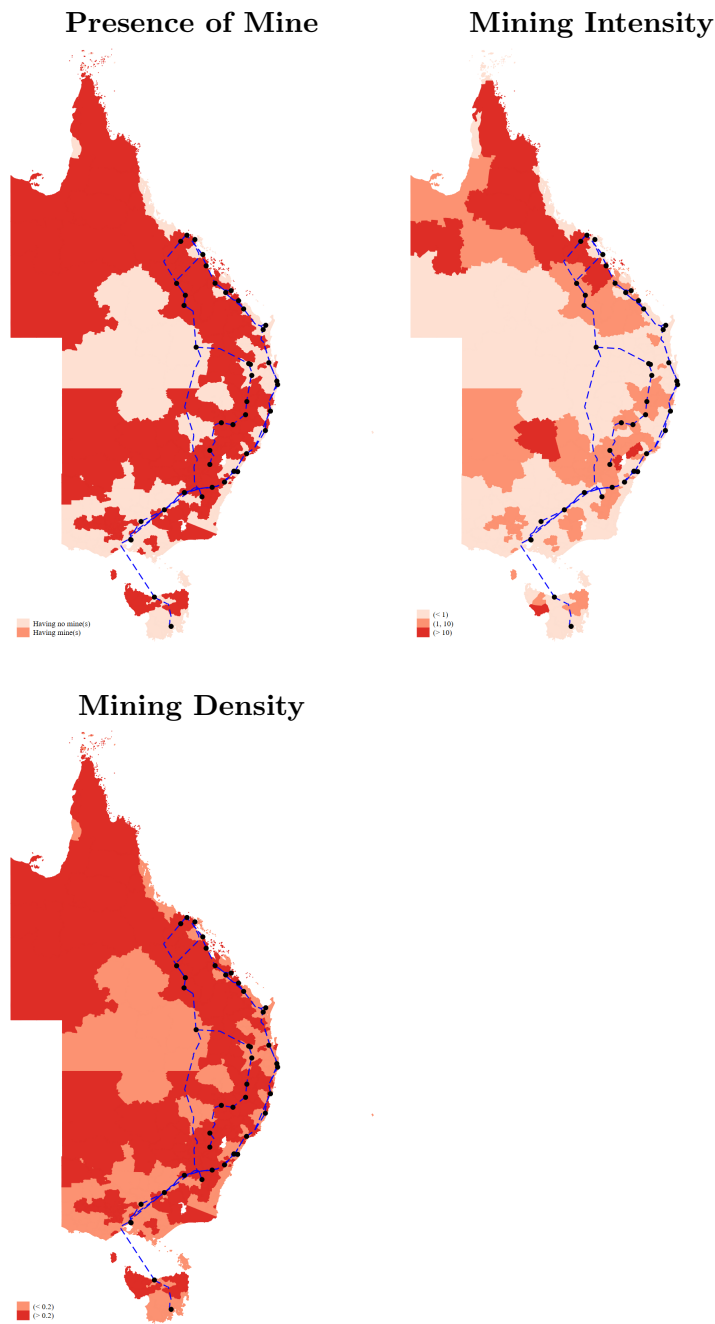 Presence of Mine
Mining Intensity
Having no mine(s)
Having mine(s)
(< 1)
(1, 10)
(> 10)
Mining Density
(< 0.2)
(> 0.2)